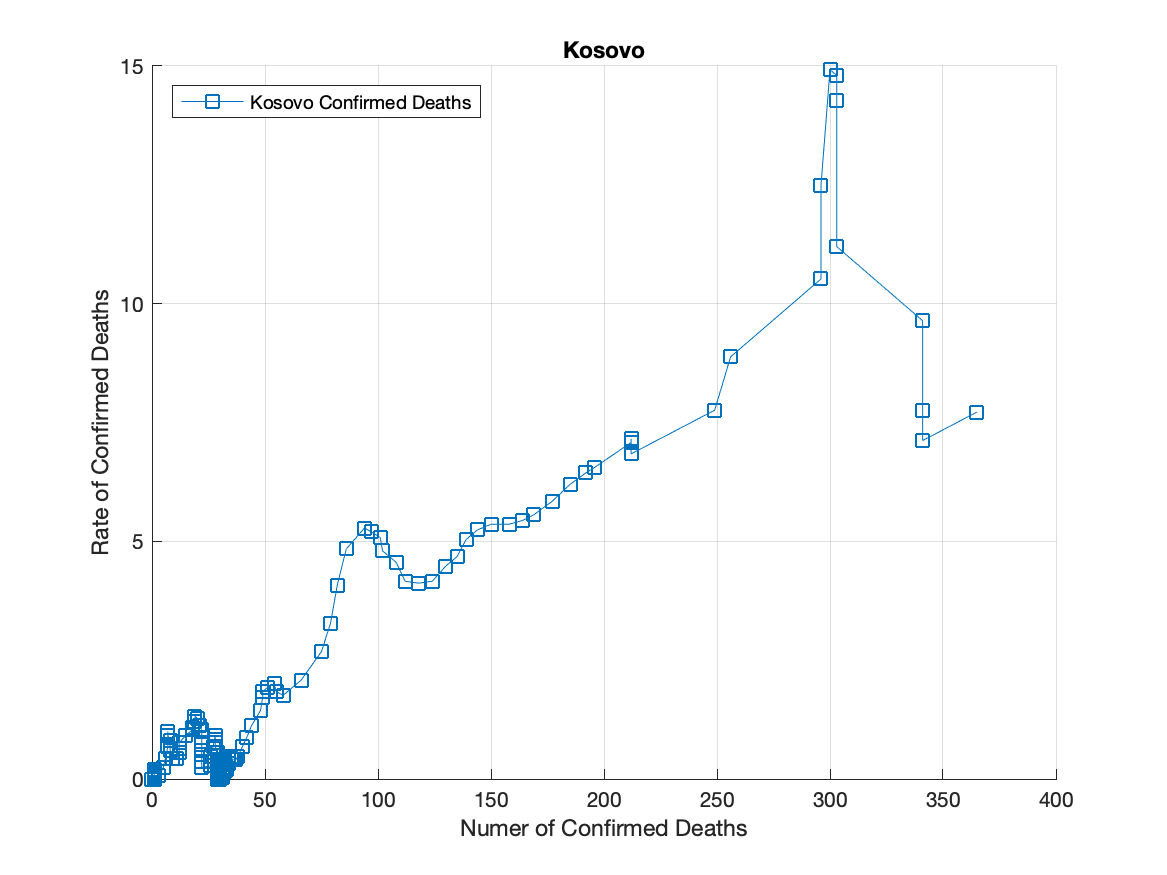 Kosovo
15
Kosovo Confirmed Deaths
10
5
0
Rate of Confirmed Deaths
0 50 100 150 200 250 300 350 400
Numer of Confirmed Deaths